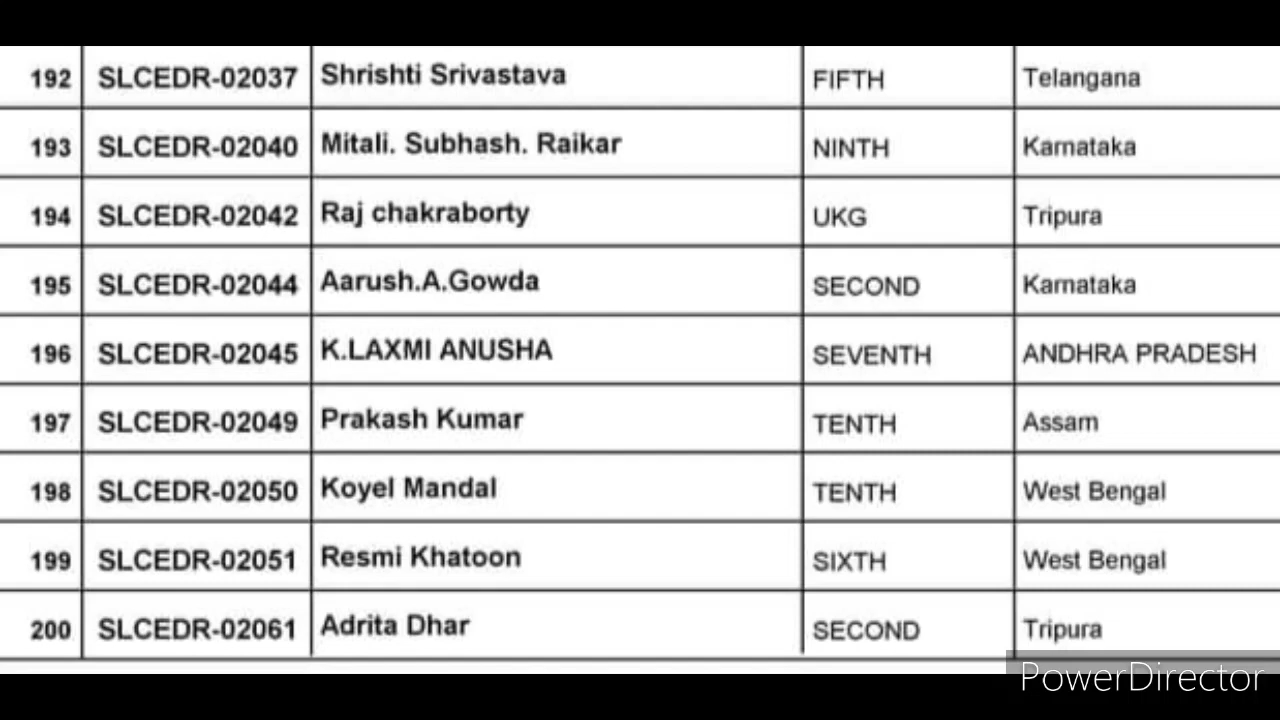 192 SLCEDR-02037 Shrishti Srivastava FIFTH Telangana
193 SLCEDR-02040 Mitali. Subhash. Raikar NINTH Karnataka
194 SLCEDR-02042 Raj chakraborty UKG Tripura
195 SLCEDR-02044 Aarush.A.Gowda SECOND Karnataka
196 SLCEDR-02045 K.LAXMI ANUSHA SEVENTH ANDHRA PRADESH
197 SLCEDR-02049 Prakash Kumar TENTH Assam
198 SLCEDR-02050 Koyel Mandal TENTH West Bengal
199 SLCEDR-02051 Resmi Khatoon SIXTH West Bengal
200 SLCEDR-02061 Adrita Dhar SECOND Tripura
PowerDirector